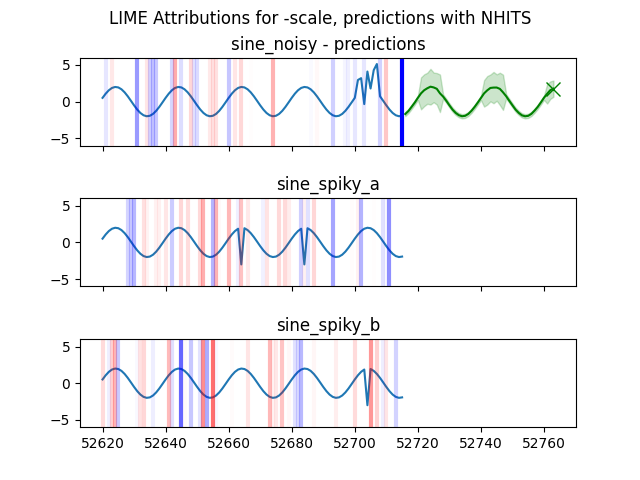 LIME Attributions for -scale, predictions with NHITS
sine_noisy - predictions
5
0
−5
sine_spiky_a
5
0
−5
sine_spiky_b
5
0
−5
52620 52640 52660 52680 52700 52720 52740 52760